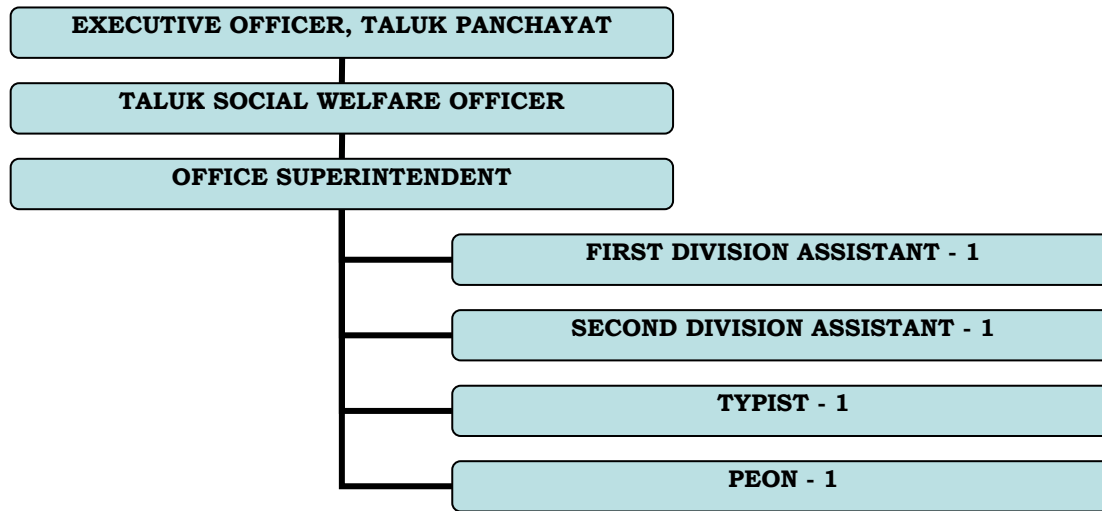 EXECUTIVE OFFICER, TALUK PANCHAYAT
TALUK SOCIAL WELFARE OFFICER
OFFICE SUPERINTENDENT
FIRST DIVISION ASSISTANT - 1
SECOND DIVISION ASSISTANT - 1
TYPIST - 1
PEON - 1